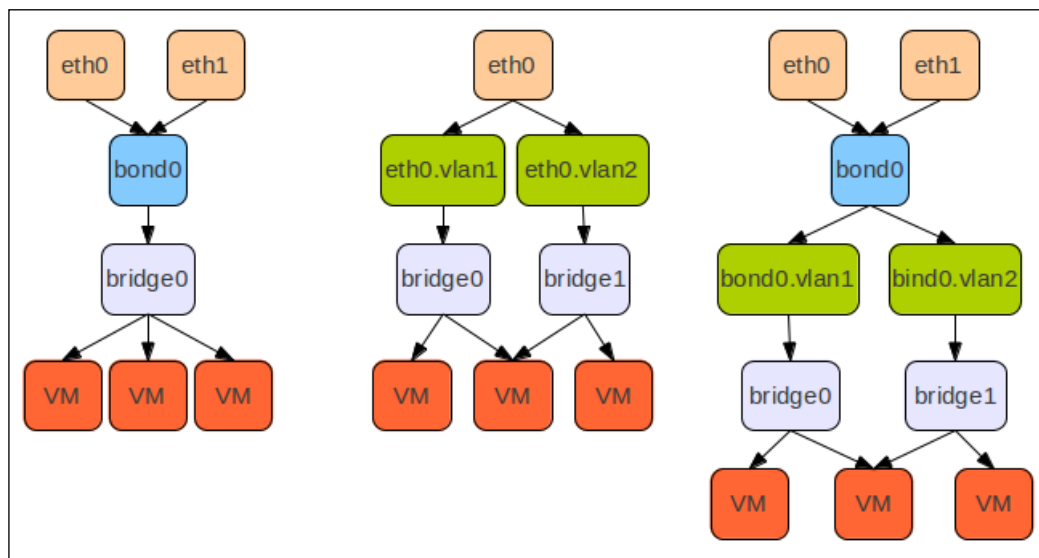 eth0
eth1
bond0
bridge0
VM
VM
VM
eth0
eth0.vlan1
eth0.vlan2
bridge0
bridge1
VM
VM
VM
eth0
eth1
bond0
bond0.vlan1
bind0.vlan2
bridge0
bridge1
VM
VM
VM